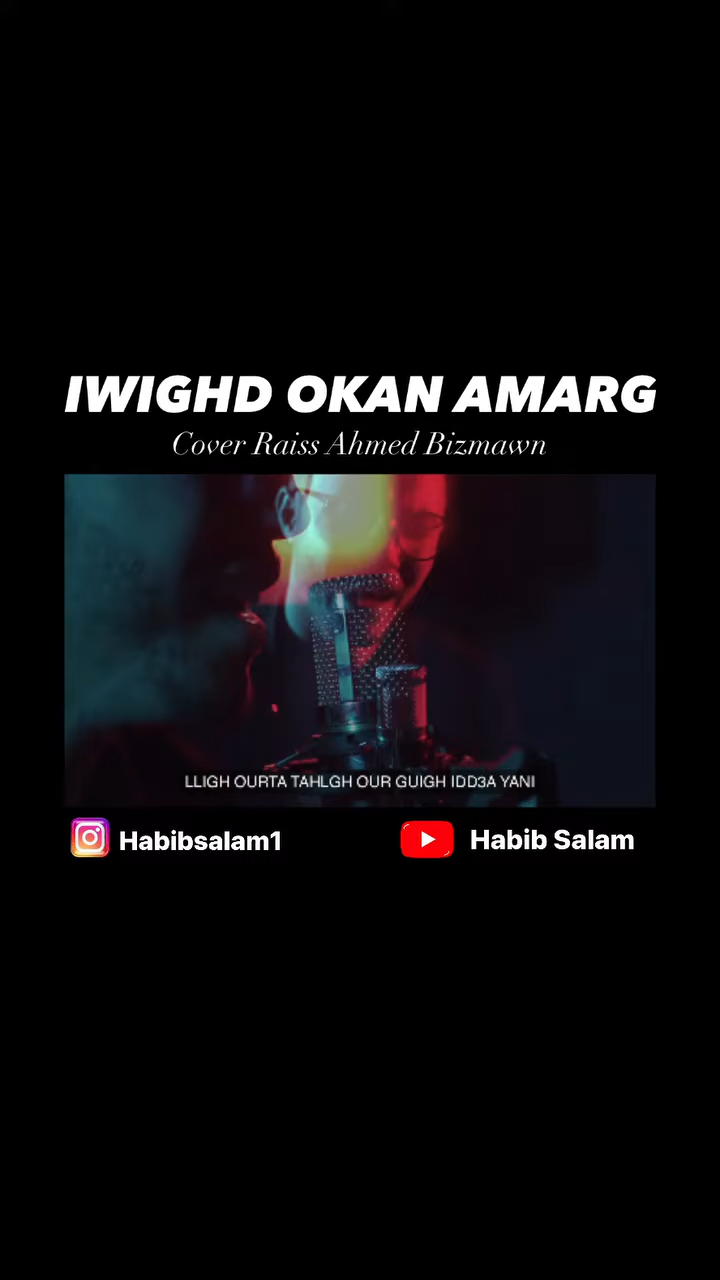 IWIGHD OKAN AMARG
Cover Raiss Ahmed Bizmawn
LLIGH OURTA TAHLGH OUR GUIGH IDD3A YANI
Habibsalam1
Habib Salam